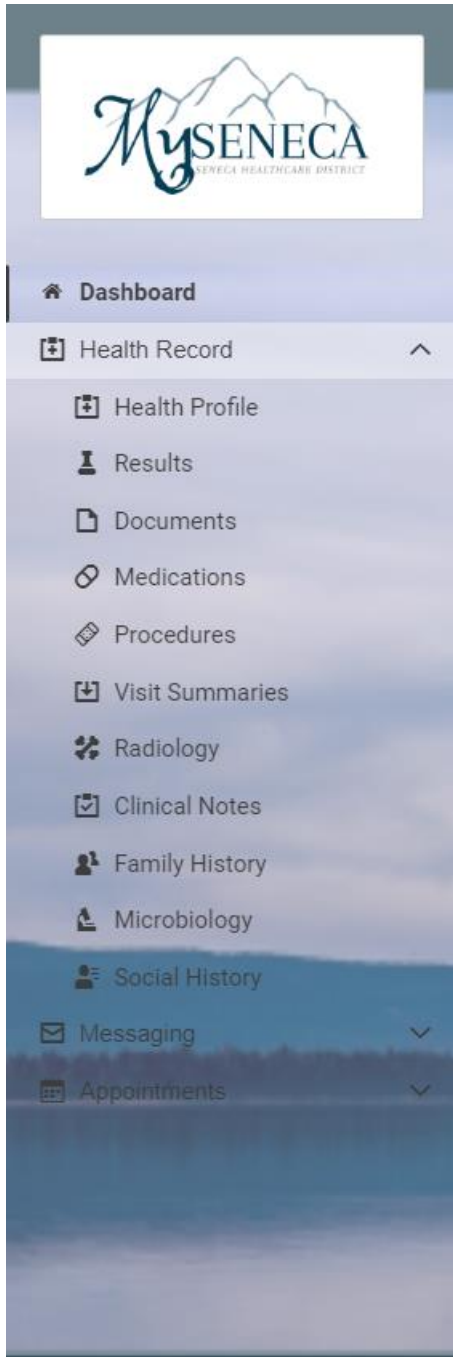 MySENECA
SENECA HEALTHCARE DISTRICT
Dashboard
Health Record
Health Profile
Results
Documents
Medications
Procedures
Visit Summaries
Radiology
Clinical Notes
Family History
Microbiology
Social History
Messaging
Appointments